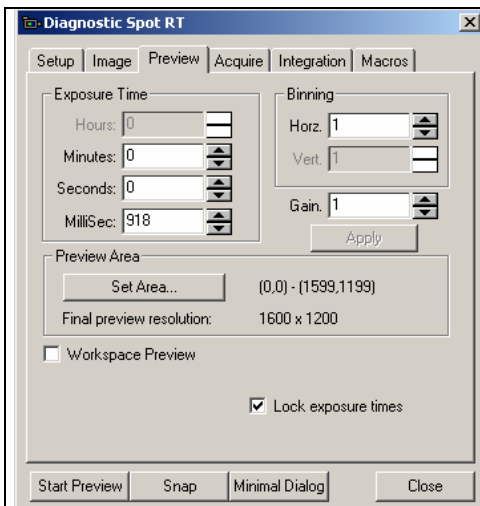 Diagnostic Spot RT
Setup Image Preview Acquire Integration Macros
Exposure Time
Hours: 0
Minutes: 0
Seconds: 0
MilliSec: 918
Binning
Horz. 1
Vert. 1
Gain. 1
Apply
Preview Area
Set Area... (0,0) - (1599,1199)
Final preview resolution: 1600 x 1200
Workspace Preview
Lock exposure times
Start Preview Snap Minimal Dialog Close